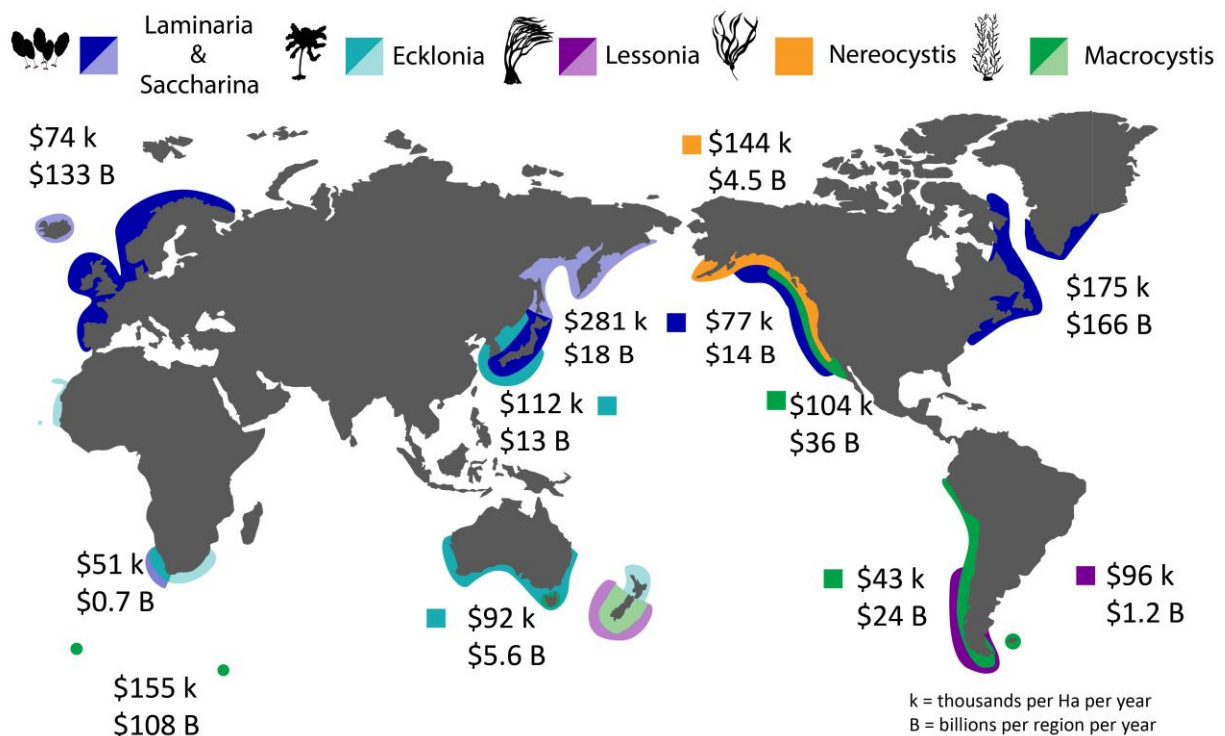 Laminaria
&
Saccharina
Ecklonia
Lessonia
Nereocystis
Macrocystis
$74 k
$133 B
$144 k
$4.5 B
$175 k
$166 B
$281 k
$18 B
$77 k
$14 B
$112 k
$13 B
$104 k
$36 B
$51 k
$0.7 B
$92 k
$5.6 B
$43 k
$24 B
$96 k
$1.2 B
$155 k
$108 B
k = thousands per Ha per year
B = billions per region per year